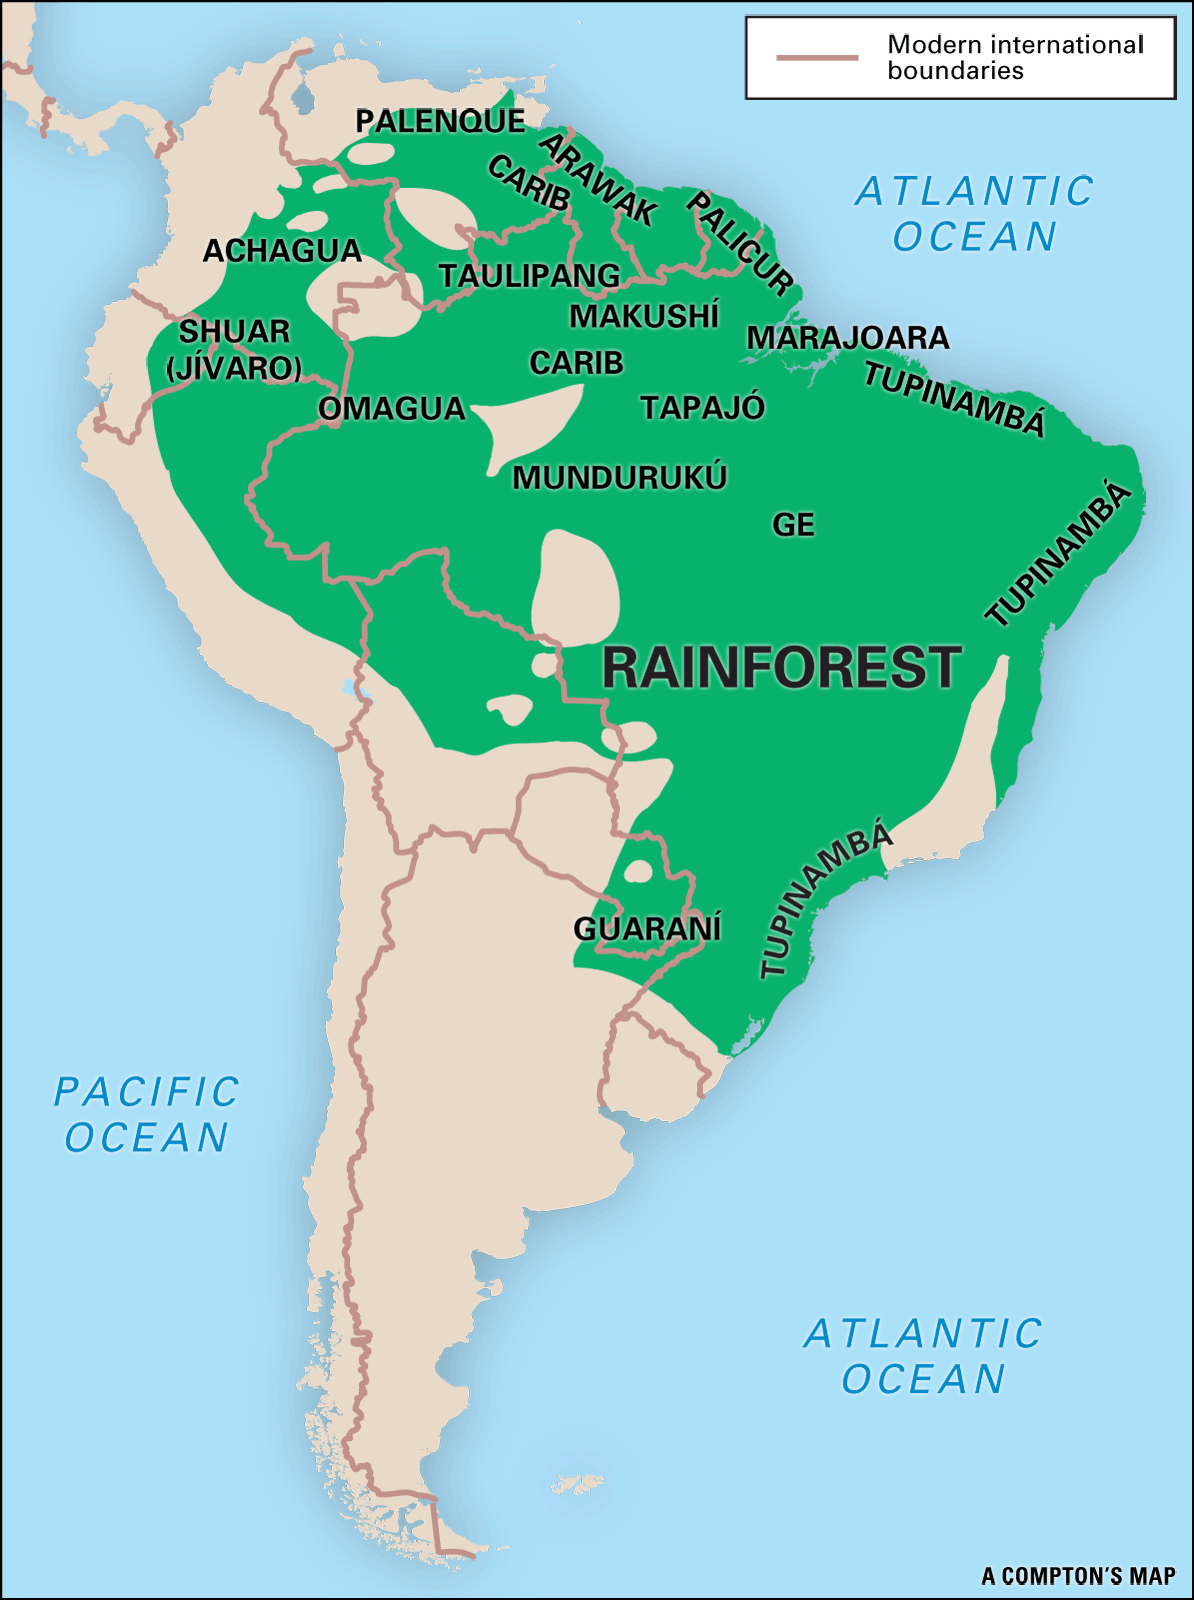 Modern international
boundaries
PALENQUE
ARAWAK
CARIB
PALICUR
ATLANTIC
OCEAN
ACHAGUA
TAULIPANG
MAKUSHÍ
SHUAR
(JÍVARO)
MARAJOARA
CARIB
TUPINAMBÁ
OMAGUA
TAPAJÓ
MUNDURUKÚ
GE
TUPINAMBÁ
RAINFOREST
TUPINAMBÁ
GUARANÍ
PACIFIC
OCEAN
ATLANTIC
OCEAN
A COMPTON'S MAP